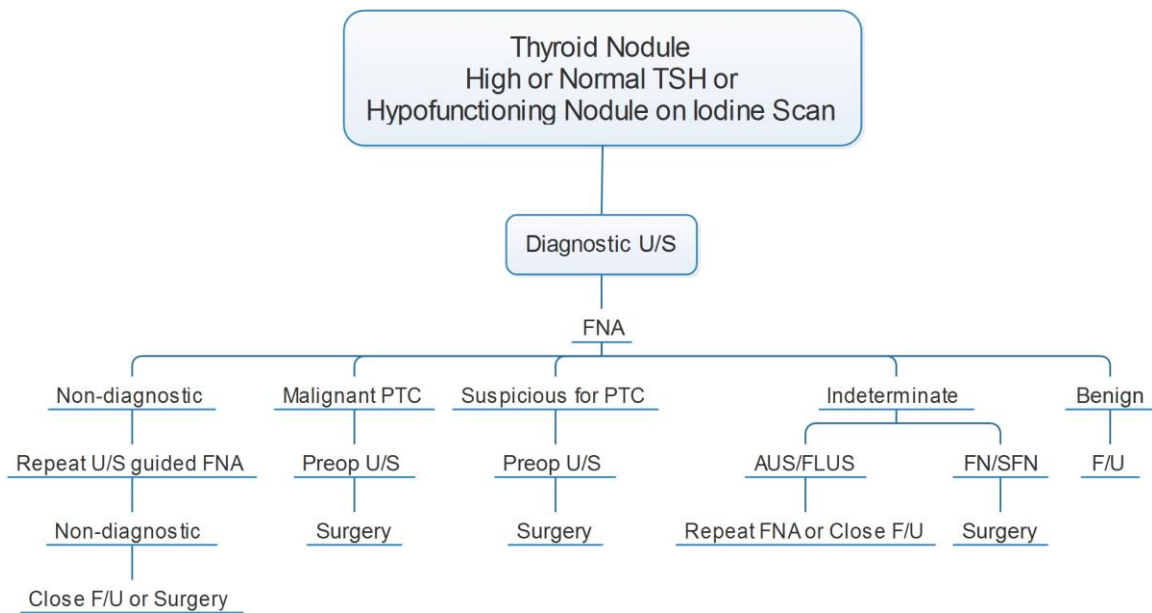 Thyroid Nodule
High or Normal TSH or
Hypofunctioning Nodule on Iodine Scan
Diagnostic U/S
FNA
Non-diagnostic
Malignant PTC
Suspicious for PTC
Indeterminate
Benign
Repeat U/S guided FNA
Preop U/S
Preop U/S
AUS/FLUS
FN/SFN
F/U
Non-diagnostic
Surgery
Surgery
Repeat FNA or Close F/U
Surgery
Close F/U or Surgery